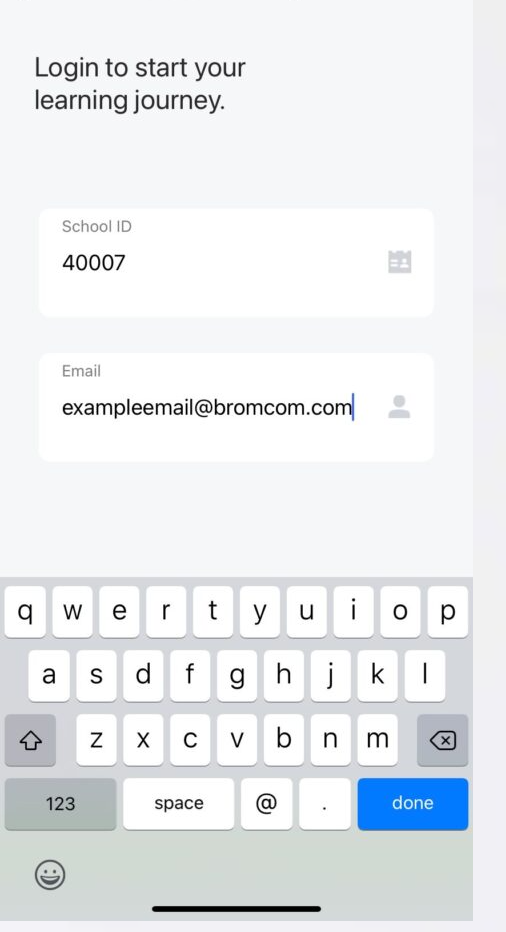 Login to start your
learning journey.
School ID
40007
Email
exampleemail@bromcom.com
q w e r t y u i o p
a s d f g h j k l
z x c v b n m
123 space @ . done